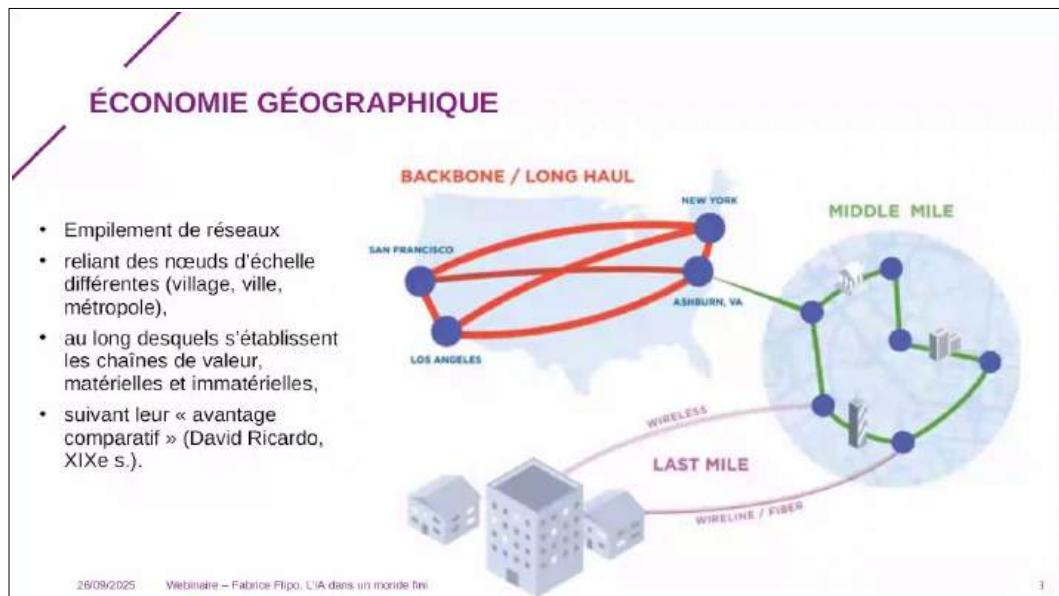 ÉCONOMIE GÉOGRAPHIQUE
• Empilement de réseaux
• reliant des nœuds d'échelle
différentes (village, ville,
métropole),
• au long desquels s'établissent
les chaînes de valeur,
matérielles et immatérielles,
• suivant leur « avantage
comparatif » (David Ricardo,
XIXe s.).
BACKBONE / LONG HAUL
NEW YORK
SAN FRANCISCO
ASHBURN, VA
LOS ANGELES
MIDDLE MILE
WIRELESS
LAST MILE
WIRELINE / FIBER
26/09/2025 Webinaire – Fabrice Flipo. L'IA dans un monde fini 3